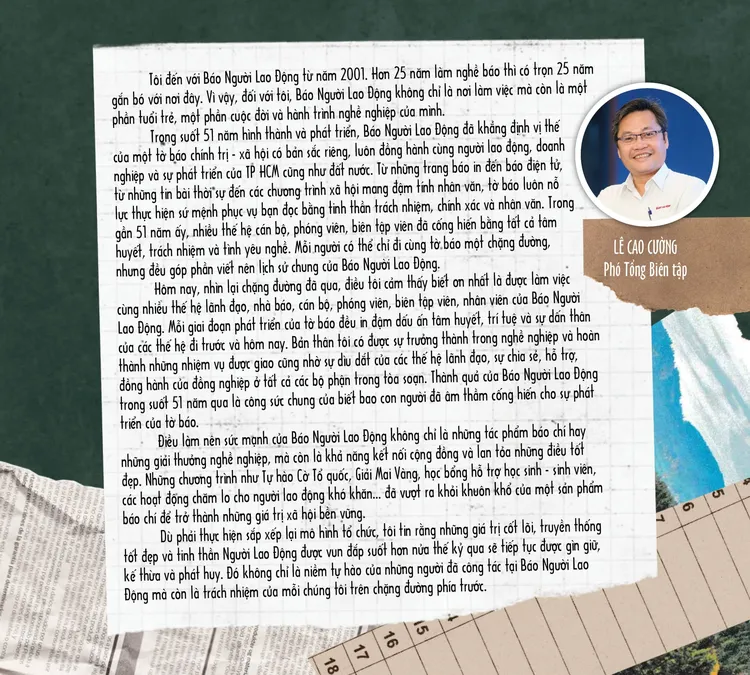 Tôi đến với Báo Người Lao Động từ năm 2001. Hơn 25 năm làm nghề báo thì có trọn 25 năm
gắn bó với nơi đây. Vì vậy, đối với tôi, Báo Người Lao Động không chỉ là nơi làm việc mà còn là một
phần tuổi trẻ, một phần cuộc đời và hành trình nghề nghiệp của mình.
Trong suốt 51 năm hình thành và phát triển, Báo Người Lao Động đã khẳng định vị thế
của một tờ báo chính trị - xã hội có bản sắc riêng, luôn đồng hành cùng người lao động, doanh
nghiệp và sự phát triển của TP HCM cũng như đất nước. Từ những trang báo in đến báo điện tử,
từ những tin bài thời sự đến các chương trình xã hội mang đậm tính nhân văn, tờ báo luôn nỗ
lực thực hiện sứ mệnh phục vụ bạn đọc bằng tinh thần trách nhiệm, chính xác và nhân văn. Trong
gần 51 năm ấy, nhiều thế hệ cán bộ, phóng viên, biên tập viên đã cống hiến bằng tất cả tâm
huyết, trách nhiệm và tình yêu nghề. Mỗi người có thể chỉ đi cùng tờ báo một chặng đường,
nhưng đều góp phần viết nên lịch sử chung của Báo Người Lao Động.
Hôm nay, nhìn lại chặng đường đã qua, điều tôi cảm thấy biết ơn nhất là được làm việc
cùng nhiều thế hệ lãnh đạo, nhà báo, cán bộ, phóng viên, biên tập viên, nhân viên của Báo Người
Lao Động. Mỗi giai đoạn phát triển của tờ báo đều in đậm dấu ấn tâm huyết, trí tuệ và sự dấn thân
của các thế hệ đi trước và hôm nay. Bản thân tôi có được sự trưởng thành trong nghề nghiệp và hoàn
thành những nhiệm vụ được giao cũng nhờ sự dìu dắt của các thế hệ lãnh đạo, sự chia sẻ, hỗ trợ,
đồng hành của đồng nghiệp ở tất cả các bộ phận trong tòa soạn. Thành quả của Báo Người Lao Động
trong suốt 51 năm qua là công sức chung của biết bao con người đã âm thầm cống hiến cho sự phát
triển của tờ báo.
Điều làm nên sức mạnh của Báo Người Lao Động không chỉ là những tác phẩm báo chí hay
những giải thưởng nghề nghiệp, mà còn là khả năng kết nối cộng đồng và lan tỏa những điều tốt
đẹp. Những chương trình như Tự hào Cờ Tổ quốc, Giải Mai Vàng, học bổng hỗ trợ học sinh - sinh viên,
các hoạt động chăm lo cho người lao động khó khăn... đã vượt ra khỏi khuôn khổ của một sản phẩm
báo chí để trở thành những giá trị xã hội bền vững.
Dù phải thực hiện sắp xếp lại mô hình tổ chức, tôi tin rằng những giá trị cốt lõi, truyền thống
tốt đẹp và tinh thần Người Lao Động được vun đắp suốt hơn nửa thế kỷ qua sẽ tiếp tục được gìn giữ,
kế thừa và phát huy. Đó không chỉ là niềm tự hào của những người đã công tác tại Báo Người Lao
Động mà còn là trách nhiệm của mỗi chúng tôi trên chặng đường phía trước.
LÊ CAO CƯỜNG
Phó Tổng Biên tập
18
17
16
15
5
4